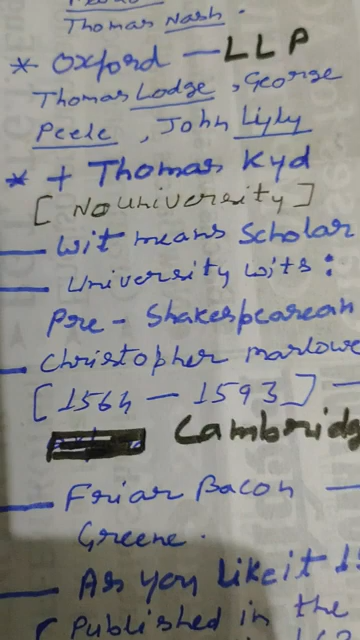 Thomas Nash.
* Oxford — LLP
Thomas Lodge, George
Peele, John Lyly
* + Thomas Kyd
[No University]
— Wit means Scholar
— University wits:
Pre - Shakespearean
— Christopher marlowe
[1564 — 1593] —
Cambridg
— Friar Bacon —
Greene.
— As you Like it
[Published in the